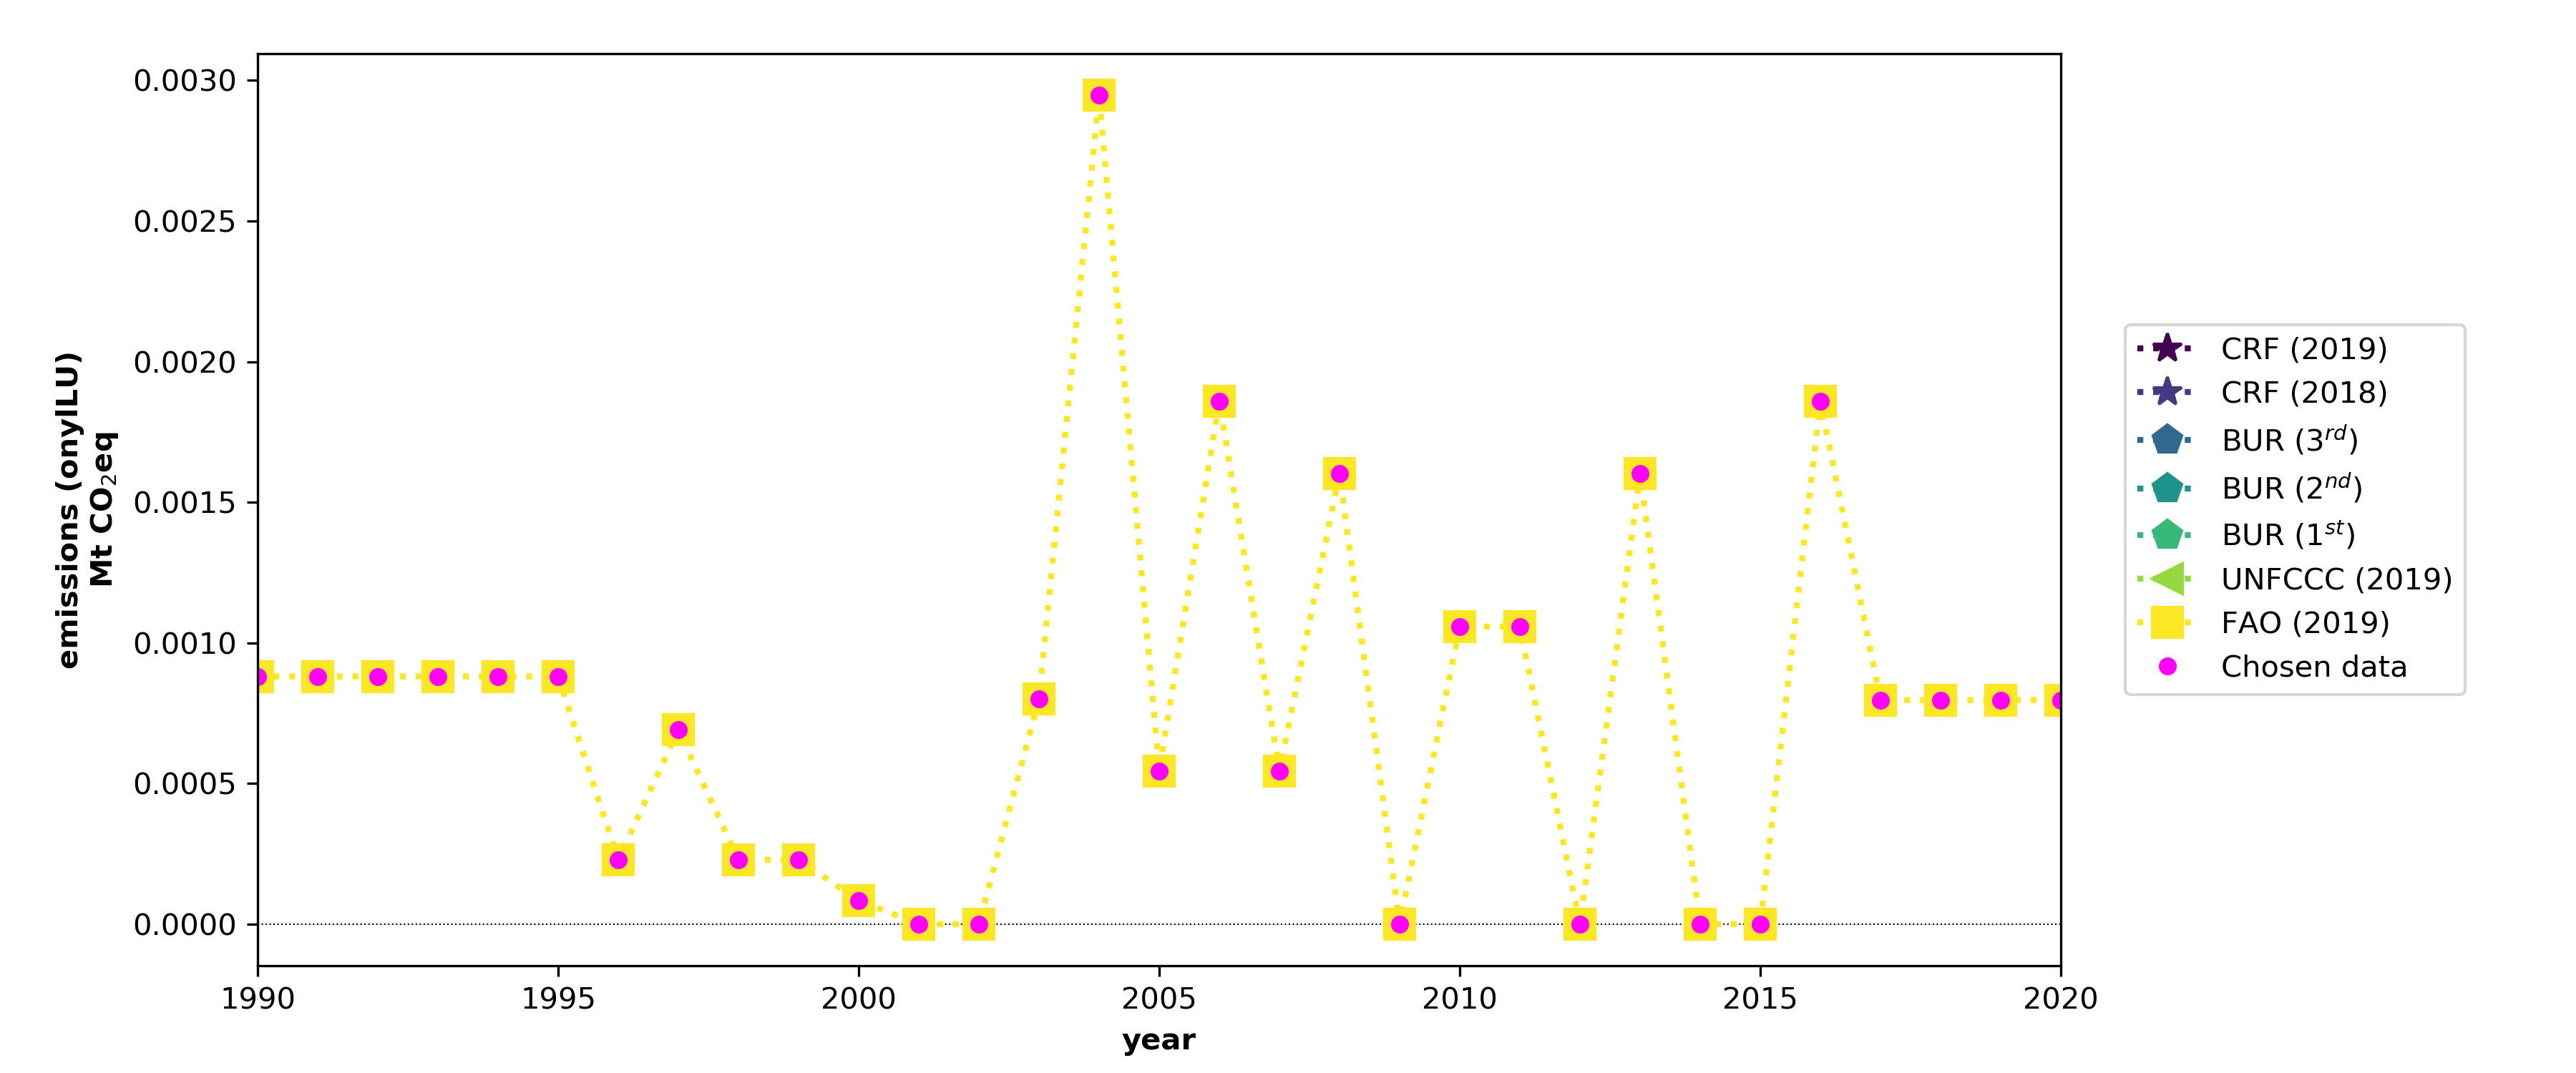 emissions (onylLU)
Mt CO₂eq
0.0030
0.0025
0.0020
0.0015
0.0010
0.0005
0.0000
1990 1995 2000 2005 2010 2015 2020
year
CRF (2019)
CRF (2018)
BUR (3ʳᵈ)
BUR (2ⁿᵈ)
BUR (1ˢᵗ)
UNFCCC (2019)
FAO (2019)
Chosen data